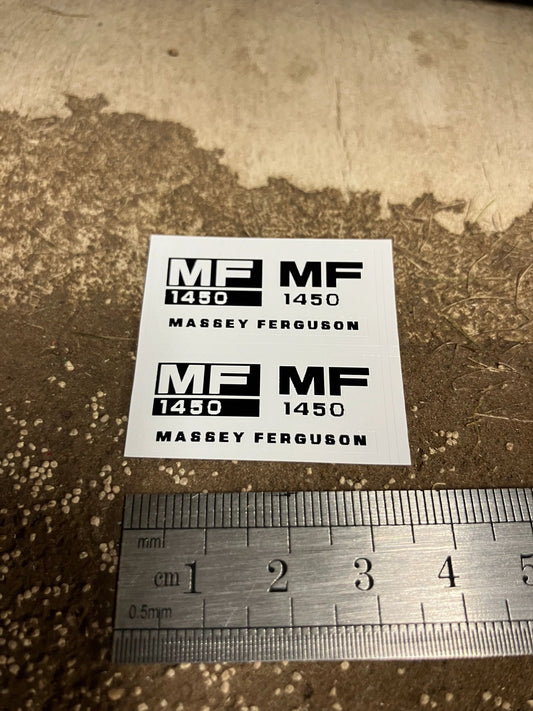 MF MF
1450 1450
MASSEY FERGUSON
MF MF
1450 1450
MASSEY FERGUSON
mm
cm 1 2 3 4 5
0.5mm